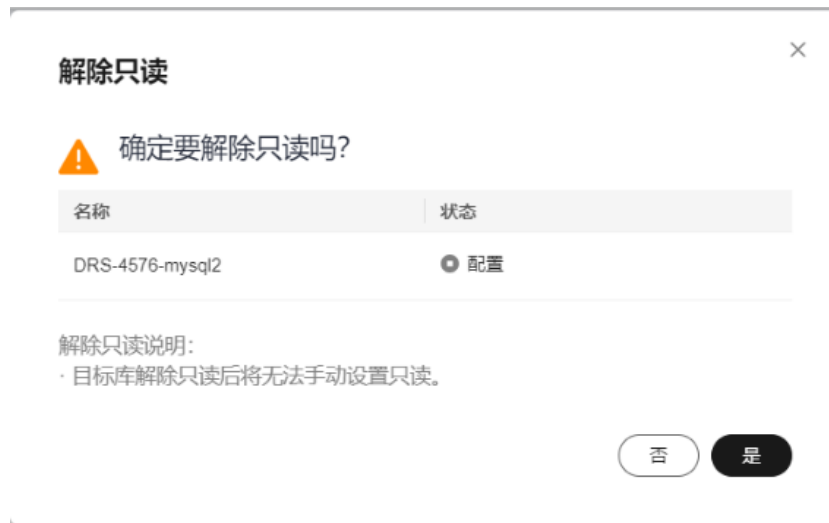 解除只读
确定要解除只读吗？
名称 状态
DRS-4576-mysql2 配置
解除只读说明：
· 目标库解除只读后将无法手动设置只读。
否 是